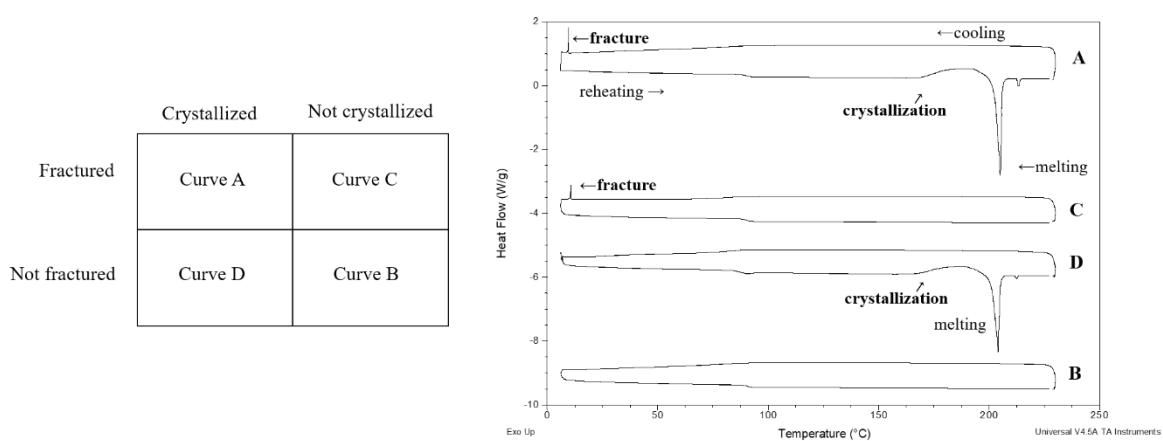 Crystallized Not crystallized
Fractured
Curve A Curve C
Not fractured
Curve D Curve B
2
0
-2
-4
-6
-8
-10
Heat Flow (W/g)
←fracture
←cooling
A
reheating →
↗
crystallization
←melting
←fracture
C
D
↗
crystallization
melting
B
0 50 100 150 200 250
Exo Up
Temperature (°C)
Universal V4.5A TA Instruments